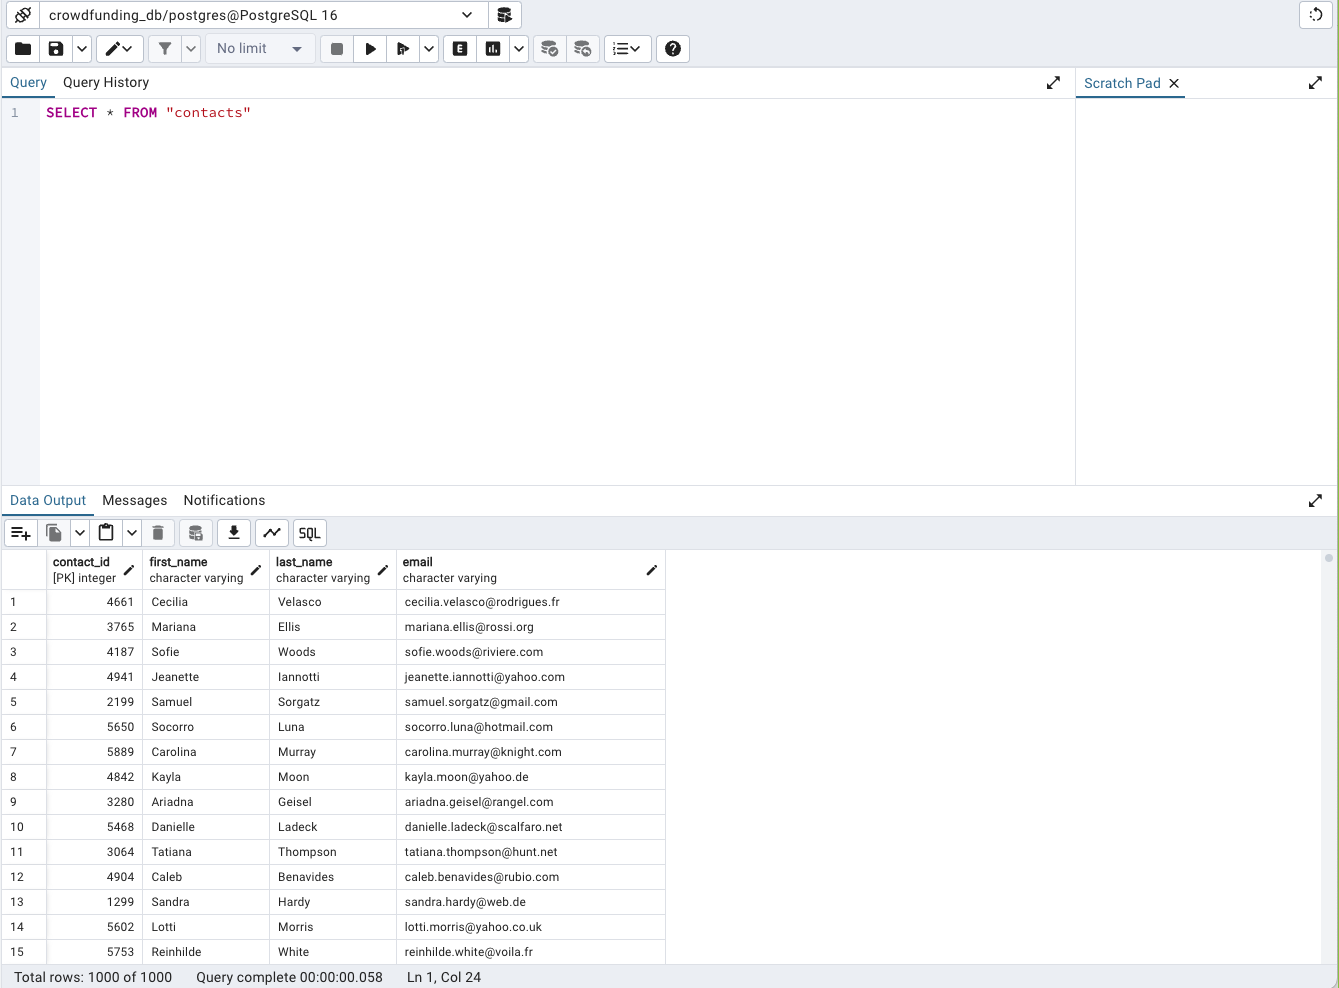 crowdfunding_db/postgres@PostgreSQL 16
No limit
E
Query Query History
Scratch Pad
1 SELECT * FROM "contacts"
Data Output Messages Notifications
SQL
contact_id first_name last_name email
[PK] integer character varying character varying character varying
1 4661 Cecilia Velasco cecilia.velasco@rodrigues.fr
2 3765 Mariana Ellis mariana.ellis@rossi.org
3 4187 Sofie Woods sofie.woods@riviere.com
4 4941 Jeanette Iannotti jeanette.iannotti@yahoo.com
5 2199 Samuel Sorgatz samuel.sorgatz@gmail.com
6 5650 Socorro Luna socorro.luna@hotmail.com
7 5889 Carolina Murray carolina.murray@knight.com
8 4842 Kayla Moon kayla.moon@yahoo.de
9 3280 Ariadna Geisel ariadna.geisel@rangel.com
10 5468 Danielle Ladeck danielle.ladeck@scalfaro.net
11 3064 Tatiana Thompson tatiana.thompson@hunt.net
12 4904 Caleb Benavides caleb.benavides@rubio.com
13 1299 Sandra Hardy sandra.hardy@web.de
14 5602 Lotti Morris lotti.morris@yahoo.co.uk
15 5753 Reinhilde White reinhilde.white@voila.fr
Total rows: 1000 of 1000 Query complete 00:00:00.058 Ln 1, Col 24